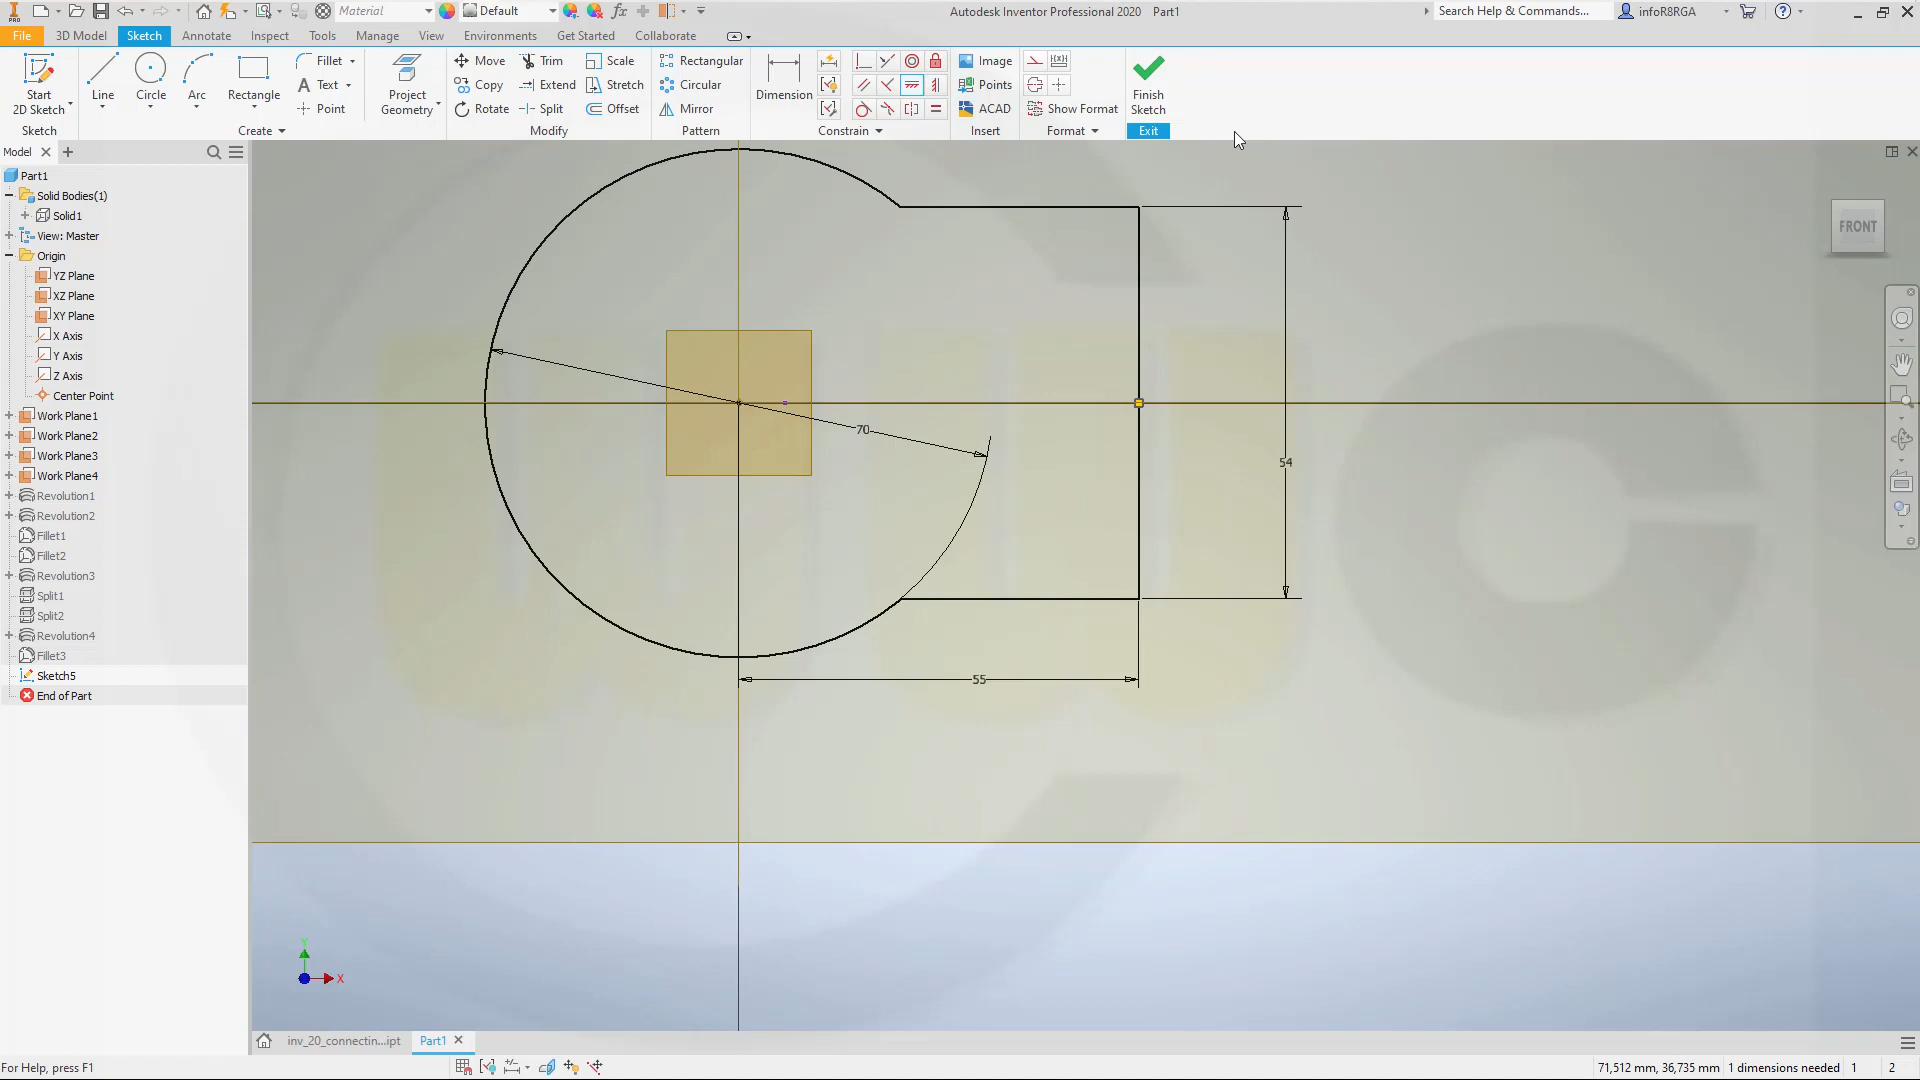 Material
Default
Autodesk Inventor Professional 2020 Part1
Search Help & Commands...
infoR8RGA
PRO
File 3D Model Sketch Annotate Inspect Tools Manage View Environments Get Started Collaborate
Start
2D Sketch
Sketch
Line Circle Arc Rectangle
Fillet
Text
Point
Create
Project
Geometry
Move Trim Scale
Copy Extend Stretch
Rotate Split Offset
Modify
Rectangular
Circular
Mirror
Pattern
Dimension
Constrain
Image
Points
ACAD
Insert
Show Format
Format
Finish
Sketch
Exit
Model
Part1
Solid Bodies(1)
Solid1
View: Master
Origin
YZ Plane
XZ Plane
XY Plane
X Axis
Y Axis
Z Axis
Center Point
Work Plane1
Work Plane2
Work Plane3
Work Plane4
Revolution1
Revolution2
Fillet1
Fillet2
Revolution3
Split1
Split2
Revolution4
Fillet3
Sketch5
End of Part
FRONT
70
54
55
Y
X
inv_20_connectin...ipt Part1
For Help, press F1
71,512 mm, 36,735 mm 1 dimensions needed 1 2